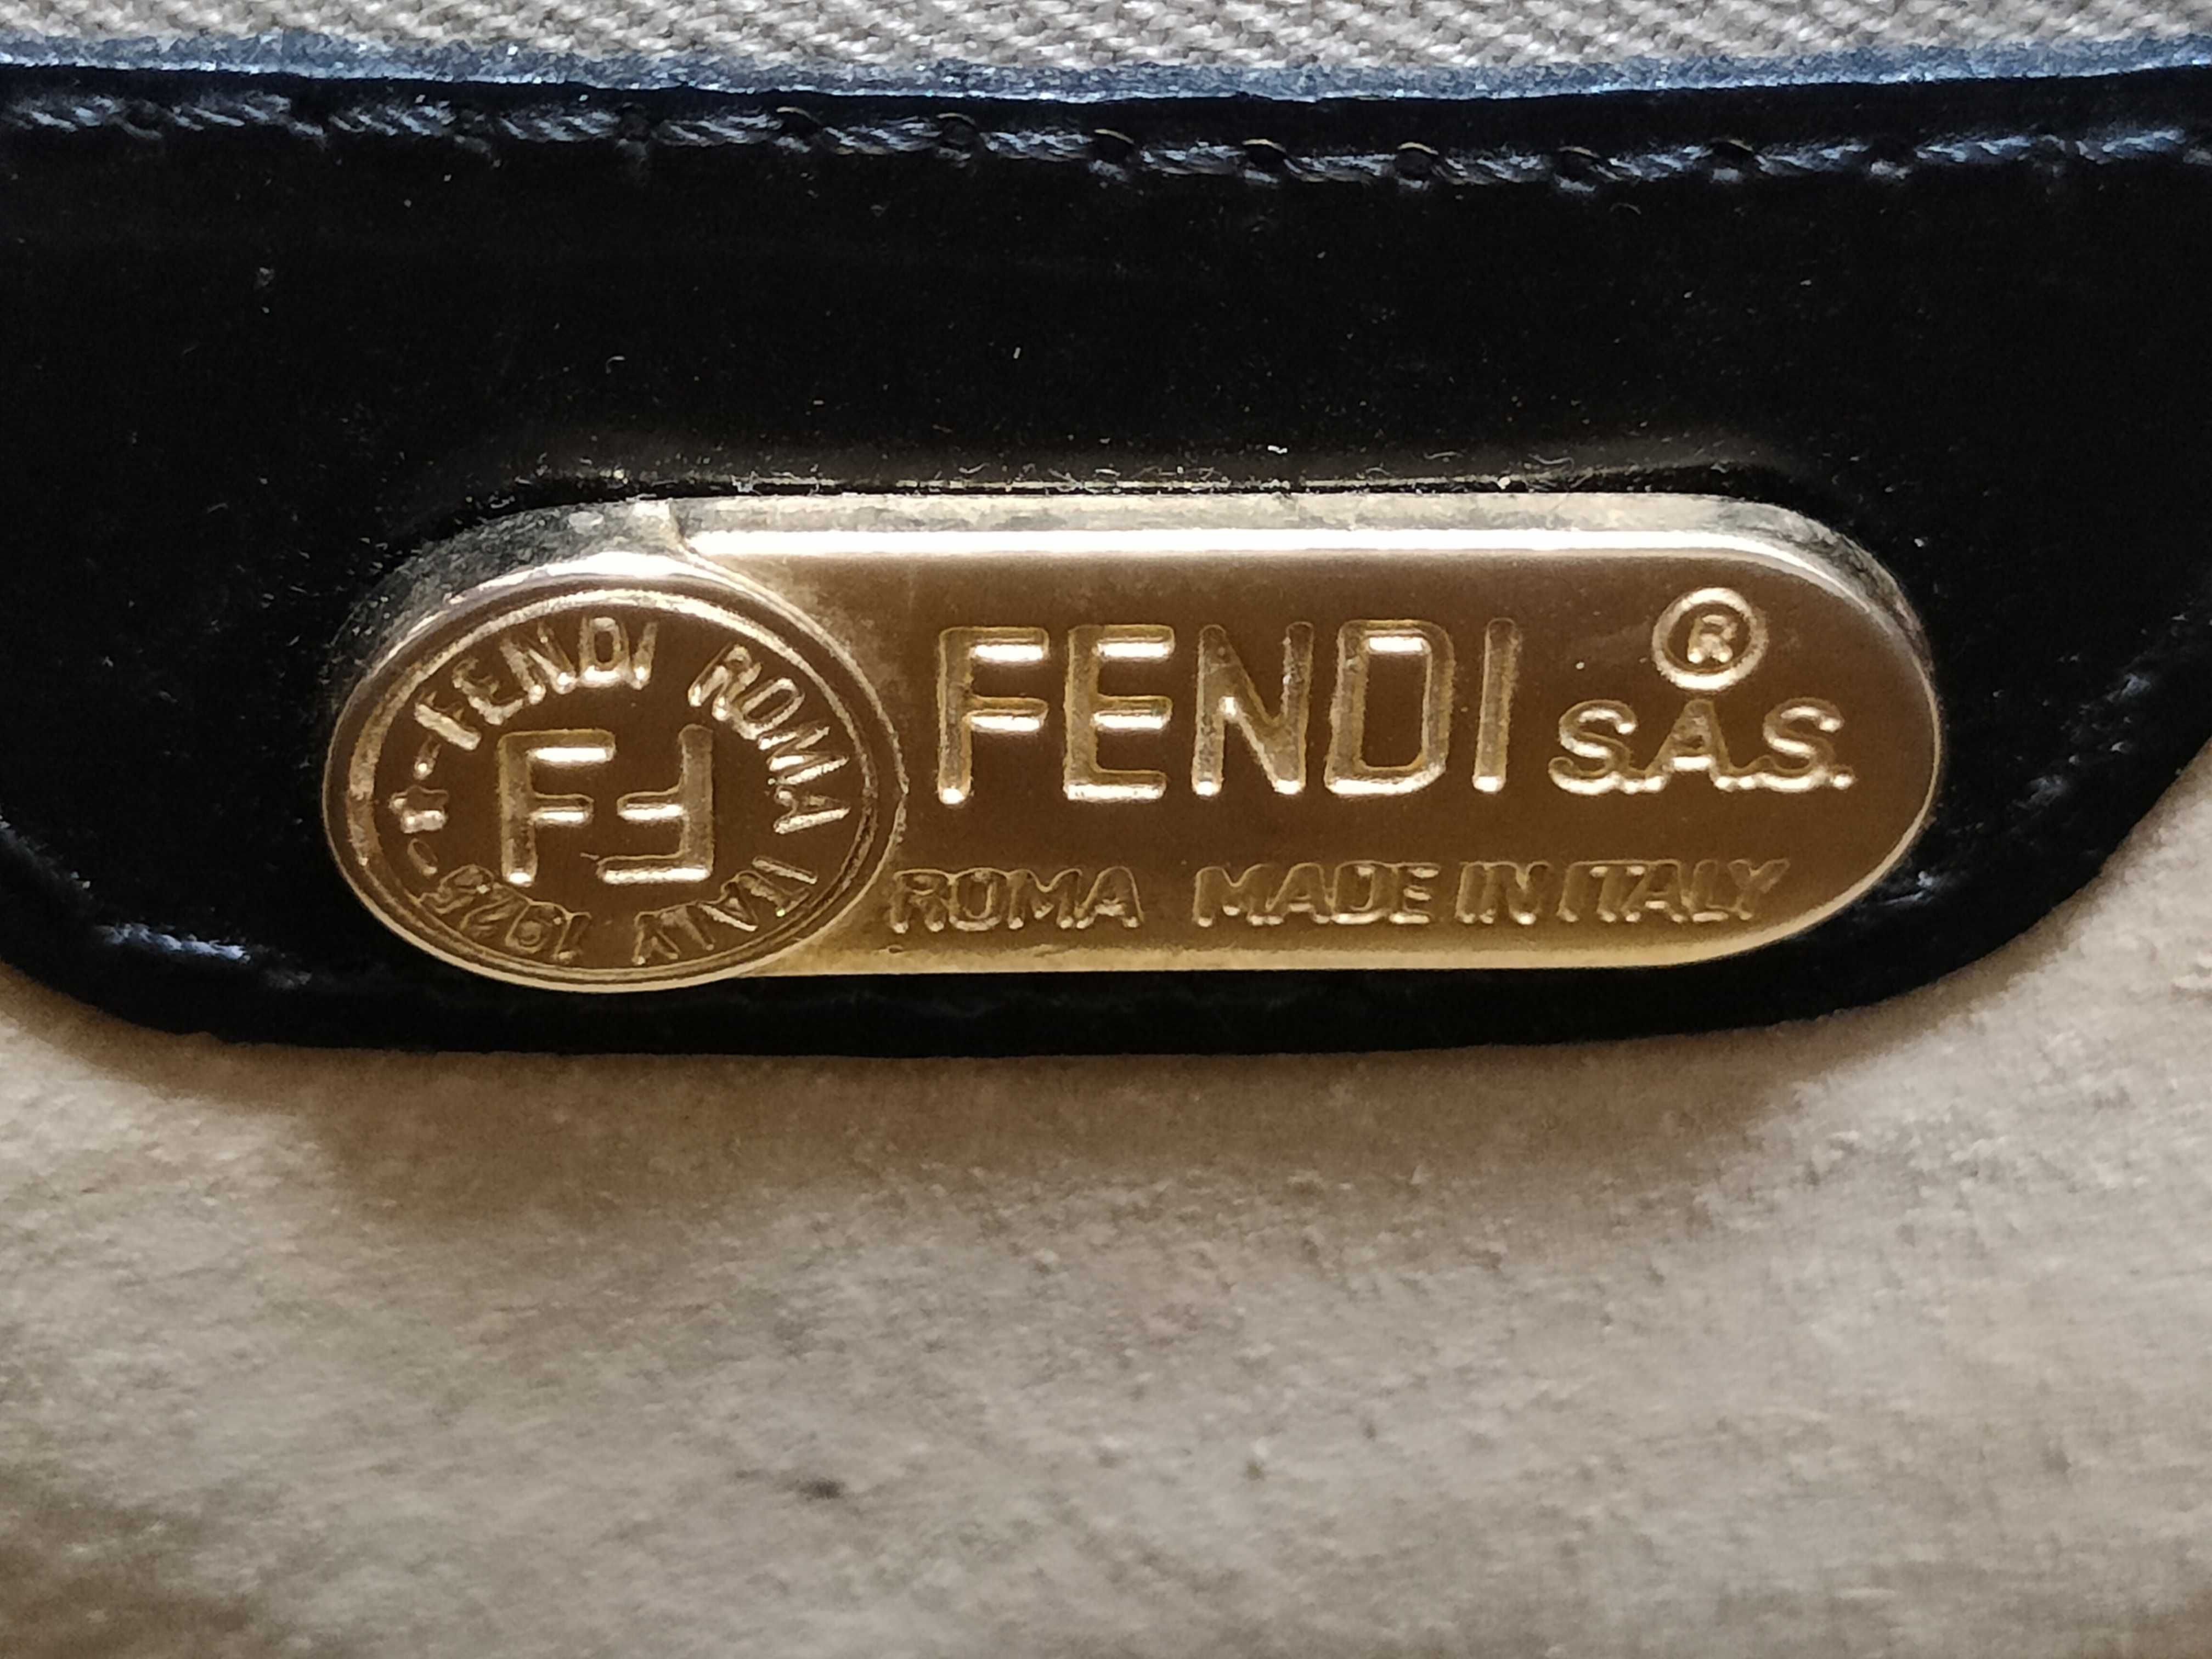 FENDI ROMA ITALY 1925
FF
FENDI S.A.S. ®
ROMA MADE IN ITALY